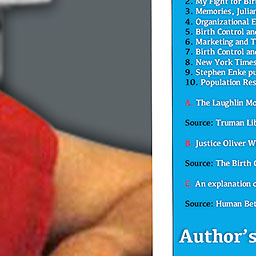 2. My Fight for Bir
3. Memories, Julian
4. Organizational E
5. Birth Control and
6. Marketing and T
7. Birth Control and
8. New York Times
9. Stephen Enke pu
10. Population Res
A. The Laughlin Mo
Source: Truman Lib
B. Justice Oliver W
Source: The Birth C
C. An explanation o
Source: Human Bet
Author's